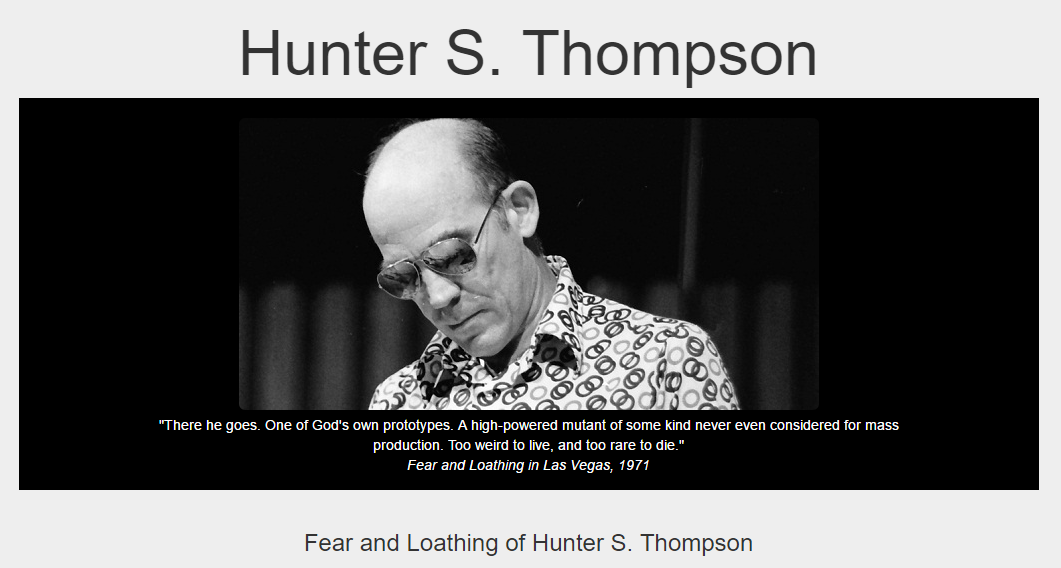 Hunter S. Thompson
"There he goes. One of God's own prototypes. A high-powered mutant of some kind never even considered for mass
production. Too weird to live, and too rare to die."
Fear and Loathing in Las Vegas, 1971
Fear and Loathing of Hunter S. Thompson